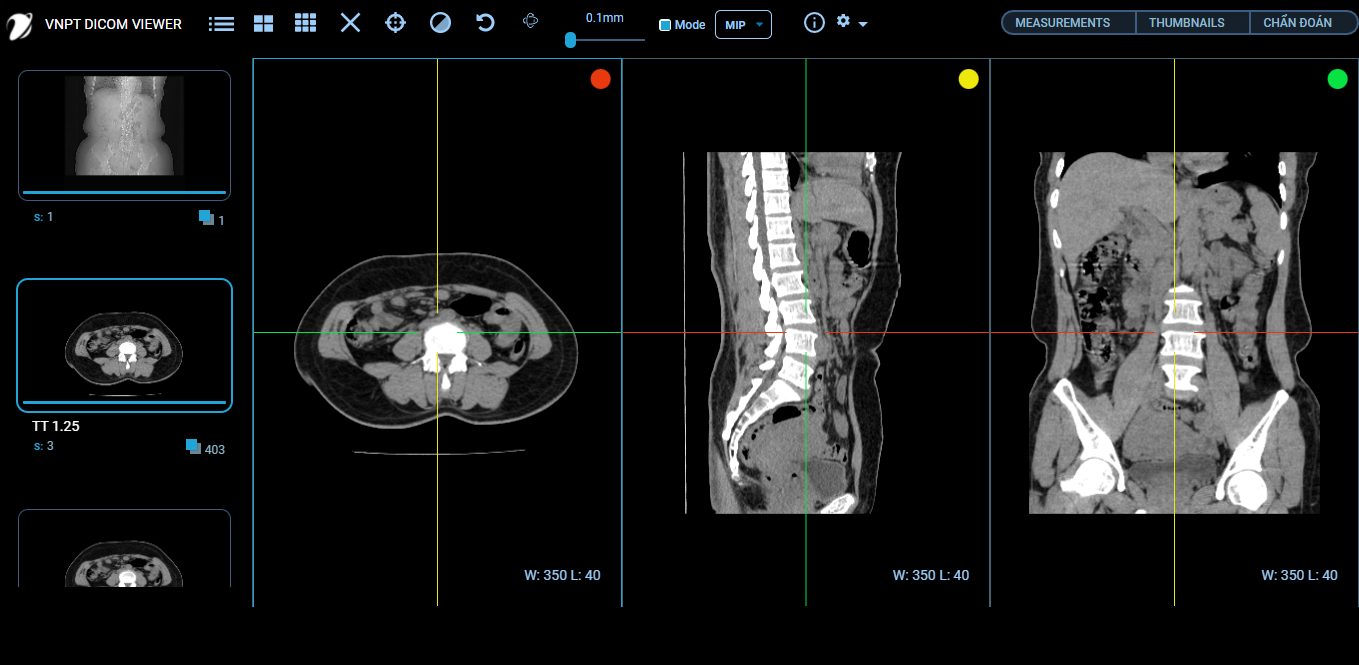 VNPT DICOM VIEWER
0.1mm
Mode
MIP
MEASUREMENTS
THUMBNAILS
CHẨN ĐOÁN
s: 1
1
TT 1.25
s: 3
403
W: 350 L: 40
W: 350 L: 40
W: 350 L: 40